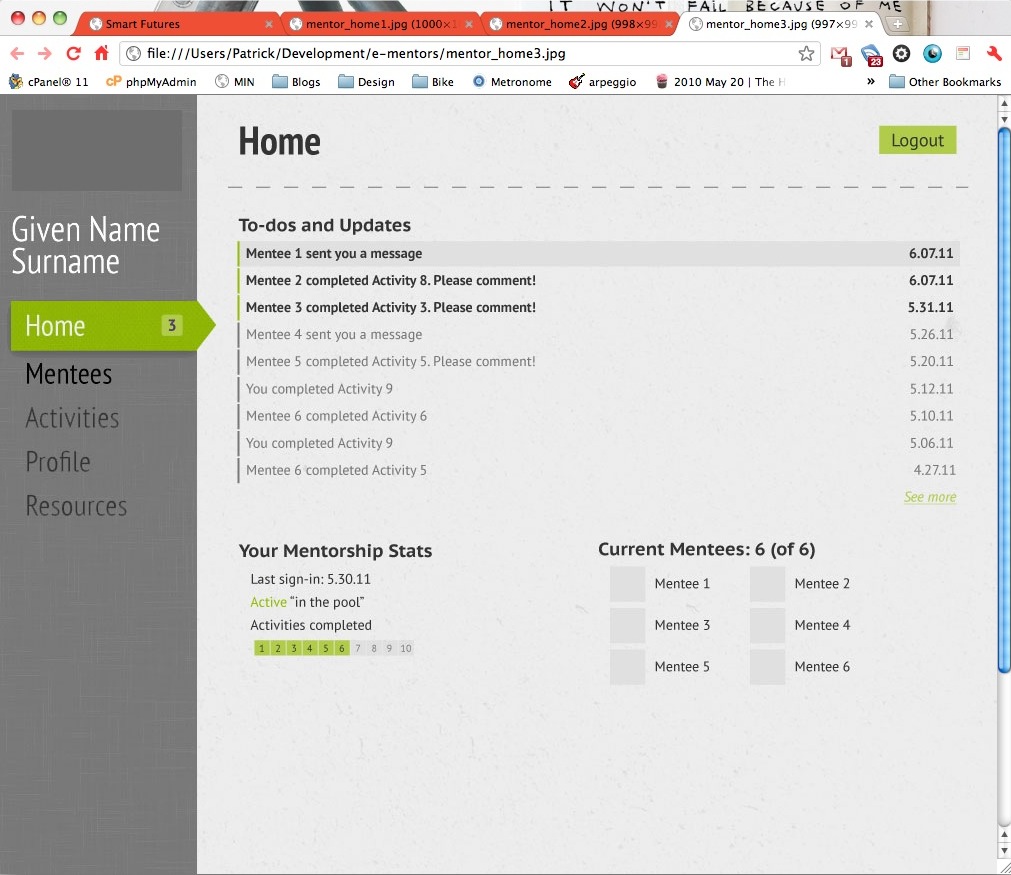 IT WON'T FAIL BECAUSE OF ME
Smart Futures
mentor_home1.jpg (1000×1
mentor_home2.jpg (998×99
mentor_home3.jpg (997×99
file:///Users/Patrick/Development/e-mentors/mentor_home3.jpg
1
23
cPanel® 11
cP phpMyAdmin
MIN
Blogs
Design
Bike
Metronome
arpeggio
2010 May 20 | The H
»
Other Bookmarks
Home
Logout
Given Name
Surname
Home 3
Mentees
Activities
Profile
Resources
To-dos and Updates
Mentee 1 sent you a message 6.07.11
Mentee 2 completed Activity 8. Please comment! 6.07.11
Mentee 3 completed Activity 3. Please comment! 5.31.11
Mentee 4 sent you a message 5.26.11
Mentee 5 completed Activity 5. Please comment! 5.20.11
You completed Activity 9 5.12.11
Mentee 6 completed Activity 6 5.10.11
You completed Activity 9 5.06.11
Mentee 6 completed Activity 5 4.27.11
See more
Your Mentorship Stats
Last sign-in: 5.30.11
Active “in the pool”
Activities completed
1 2 3 4 5 6 7 8 9 10
Current Mentees: 6 (of 6)
Mentee 1 Mentee 2
Mentee 3 Mentee 4
Mentee 5 Mentee 6